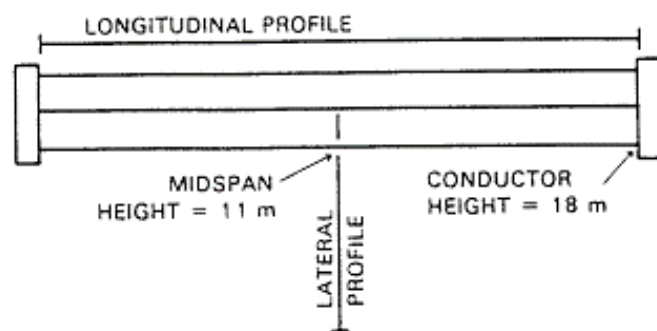 LONGITUDINAL PROFILE
MIDSPAN
HEIGHT = 11 m
CONDUCTOR
HEIGHT = 18 m
LATERAL
PROFILE